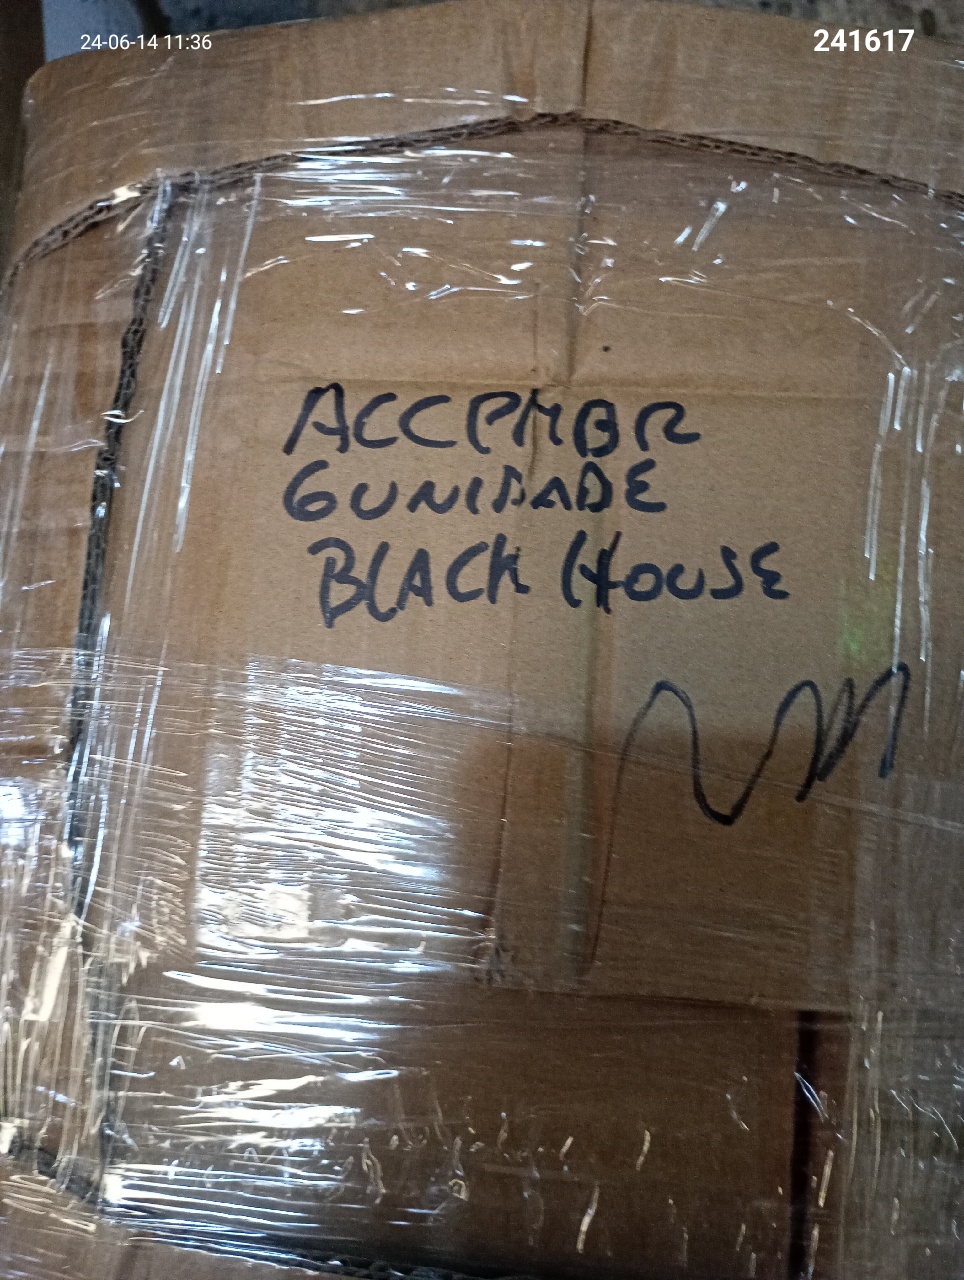 24-06-14 11:36
241617
ACCPMBR
6UNIDADE
BLACK HOUSE